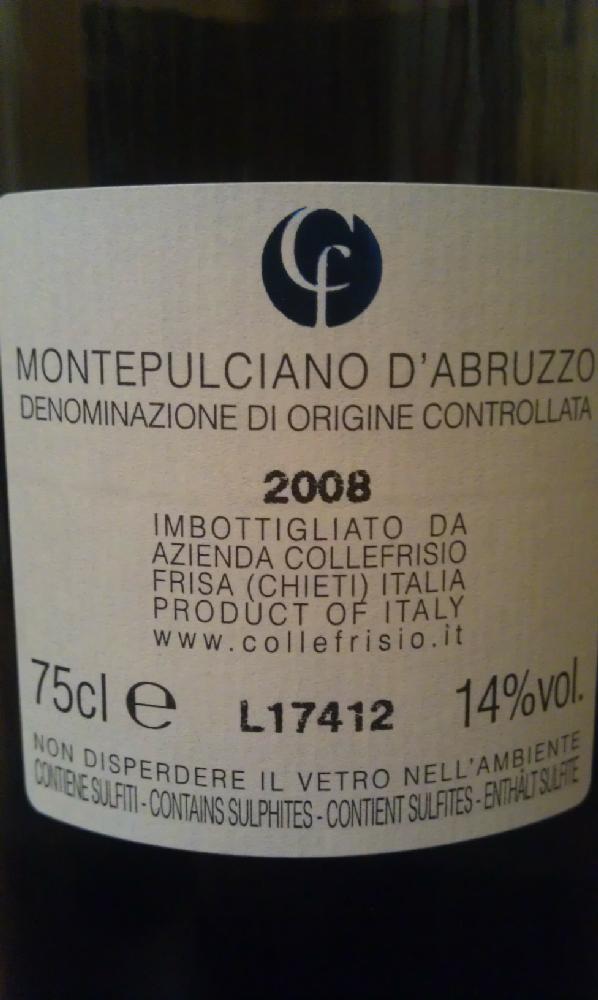 Cf
MONTEPULCIANO D'ABRUZZO
DENOMINAZIONE DI ORIGINE CONTROLLATA
2008
IMBOTTIGLIATO DA
AZIENDA COLLEFRISIO
FRISA (CHIETI) ITALIA
PRODUCT OF ITALY
www.collefrisio.it
75cl e L17412 14%vol.
NON DISPERDERE IL VETRO NELL'AMBIENTE
CONTIENE SULFITI - CONTAINS SULPHITES - CONTIENT SULFITES - ENTHÄLT SULFITE